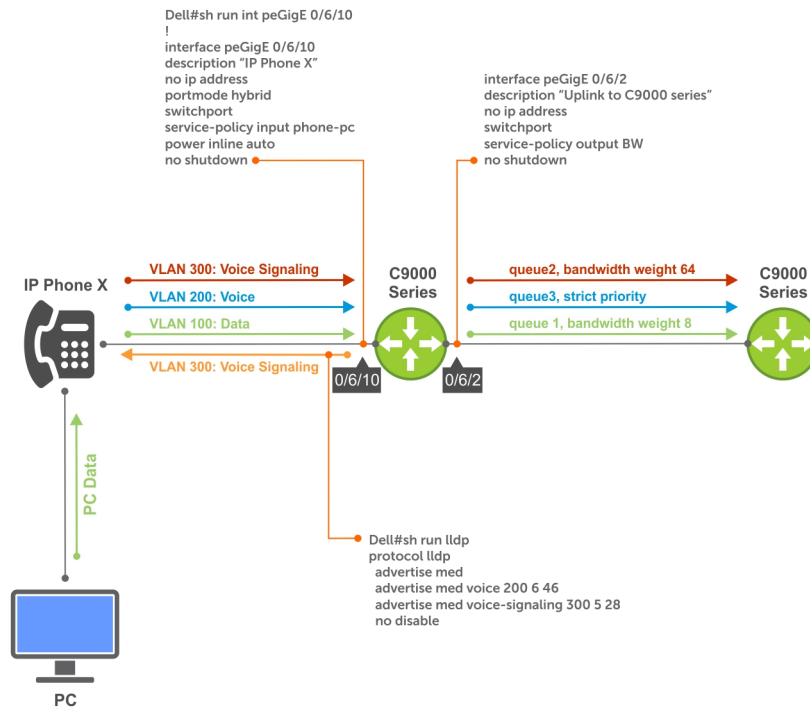 Dell#sh run int peGigE 0/6/10
!
interface peGigE 0/6/10
description "IP Phone X"
no ip address
portmode hybrid
switchport
service-policy input phone-pc
power inline auto
no shutdown
interface peGigE 0/6/2
description "Uplink to C9000 series"
no ip address
switchport
service-policy output BW
no shutdown
IP Phone X
VLAN 300: Voice Signaling
VLAN 200: Voice
VLAN 100: Data
VLAN 300: Voice Signaling
C9000
Series
queue2, bandwidth weight 64
queue3, strict priority
queue 1, bandwidth weight 8
C9000
Series
0/6/10
0/6/2
PC Data
Dell#sh run lldp
protocol lldp
advertise med
advertise med voice 200 6 46
advertise med voice-signaling 300 5 28
no disable
PC